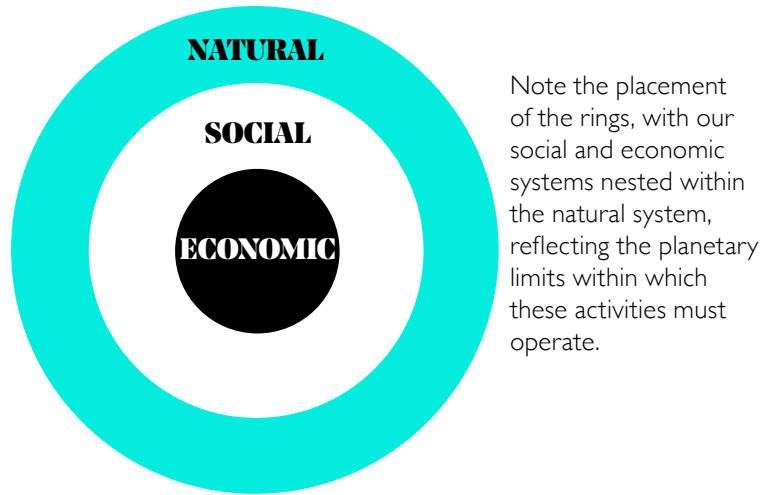 NATURAL
SOCIAL
ECONOMIC
Note the placement
of the rings, with our
social and economic
systems nested within
the natural system,
reflecting the planetary
limits within which
these activities must
operate.